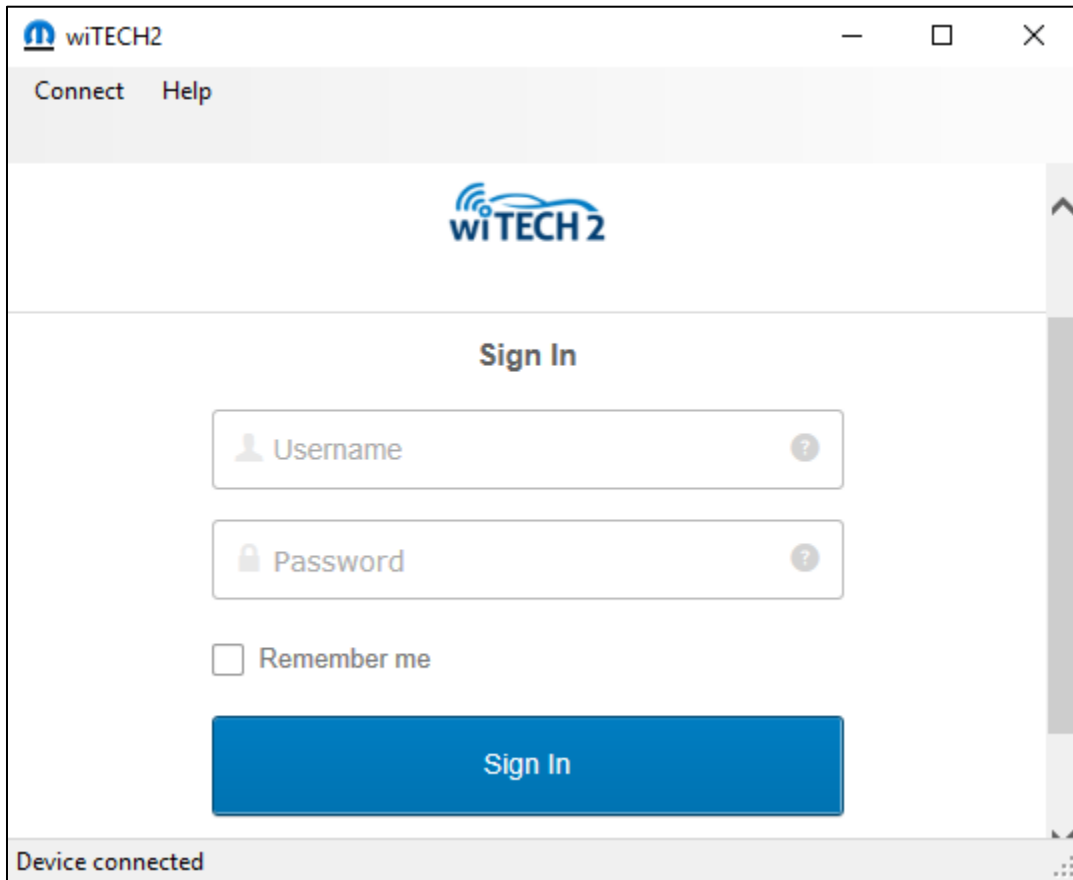 wiTECH2
Connect Help
wiTECH 2
Sign In
Username
Password
Remember me
Sign In
Device connected